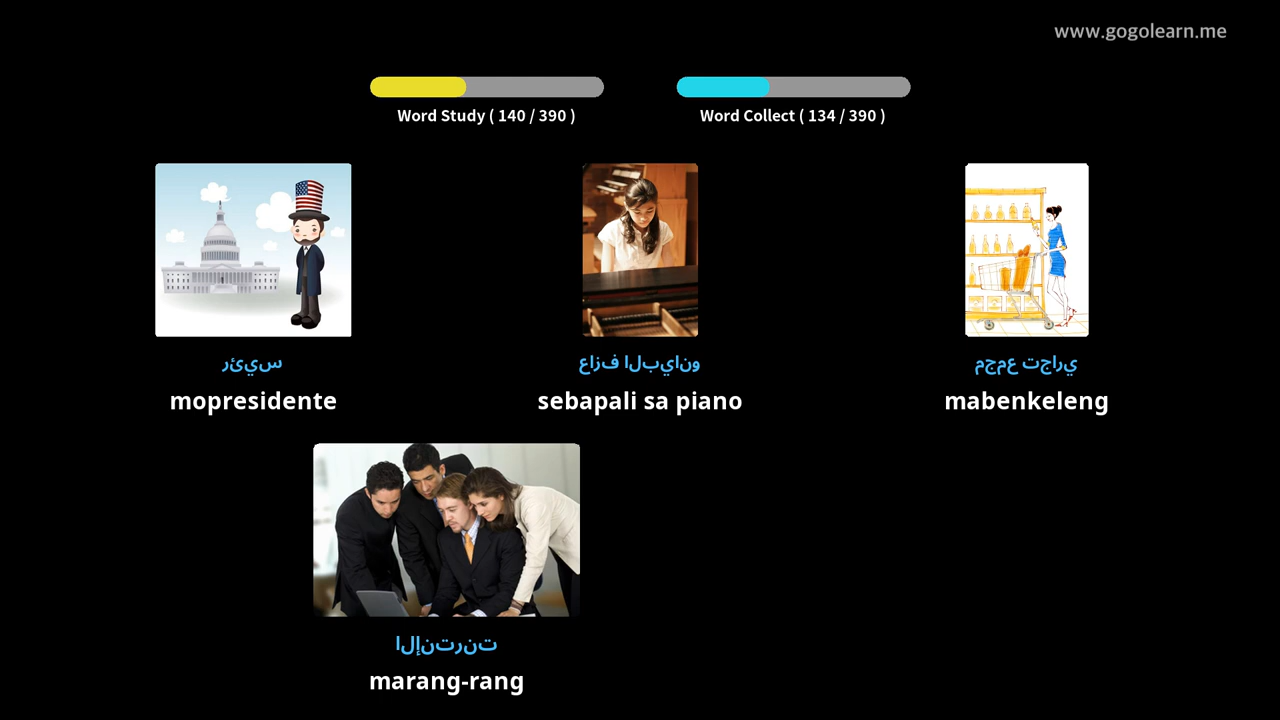 www.gogolearn.me
Word Study ( 140 / 390 )
Word Collect ( 134 / 390 )
رئيس
عازف البيانو
مجمع تجاري
mopresidente
sebapali sa piano
mabenkeleng
الإنترنت
marang-rang